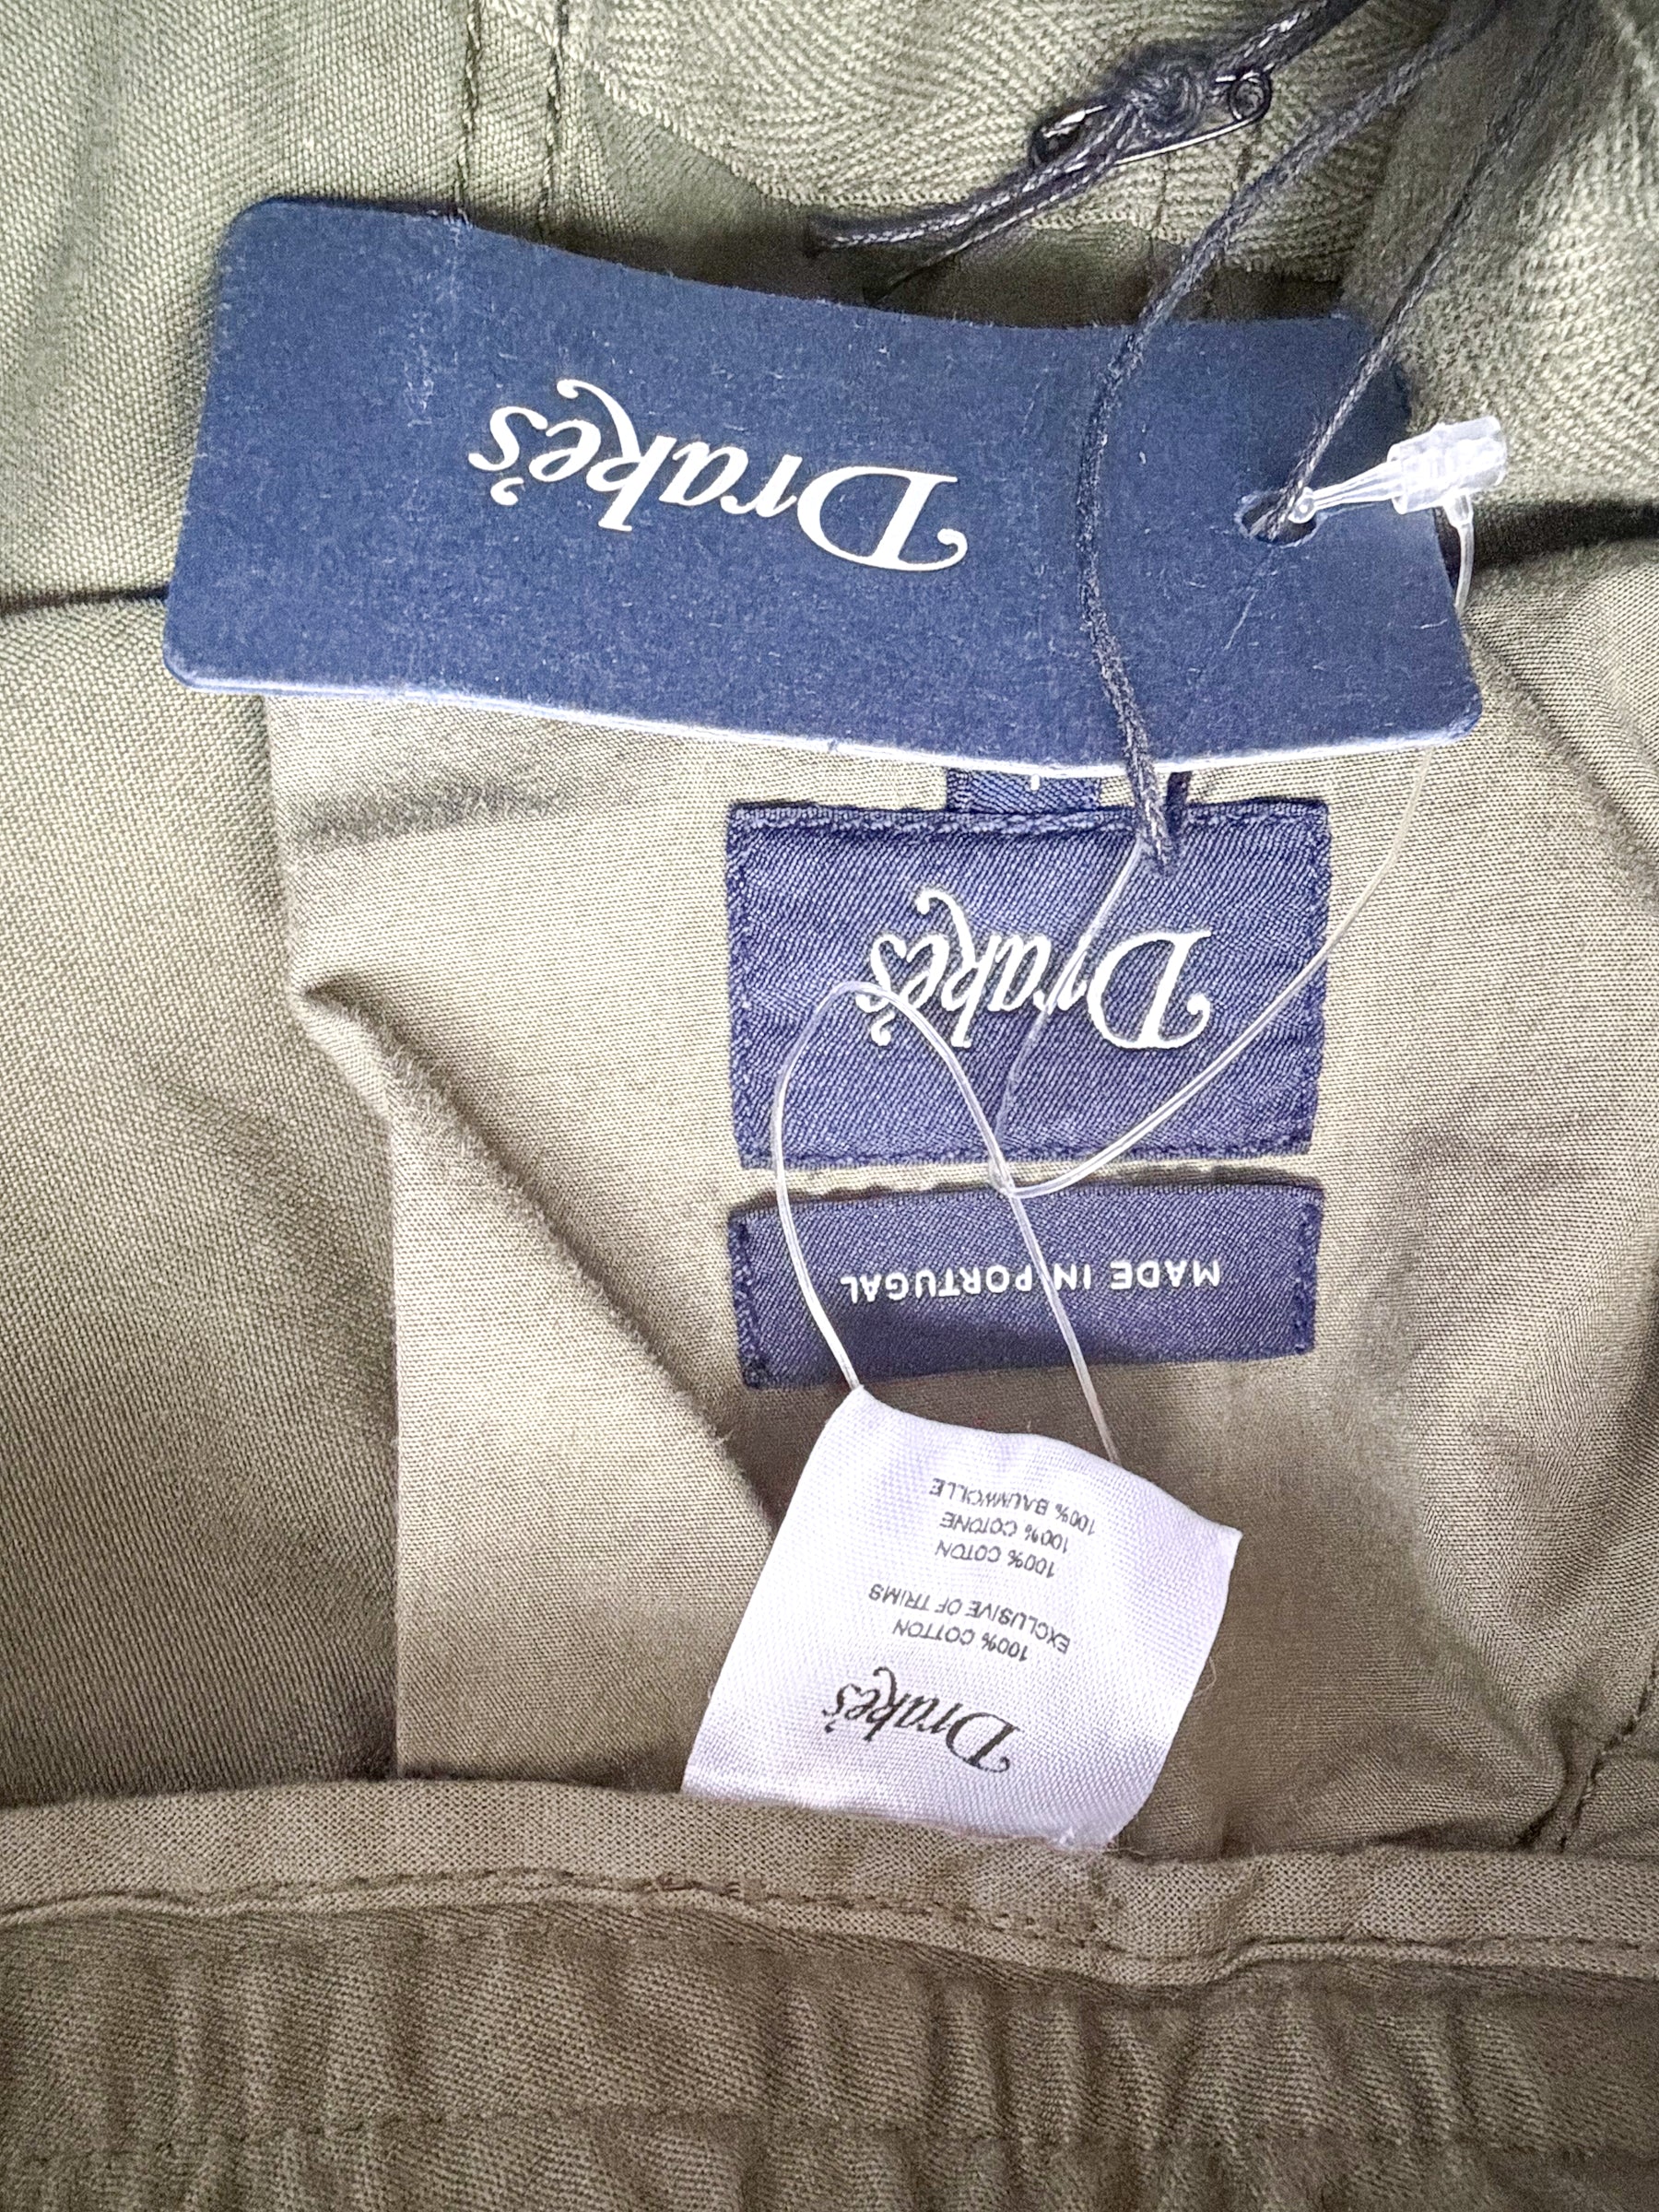 Drake's
Drake's
MADE IN PORTUGAL
Drake's
100% COTTON
EXCLUSIVE OF TRIMS
100% COTON
100% COTONE
100% BAUMWOLLE